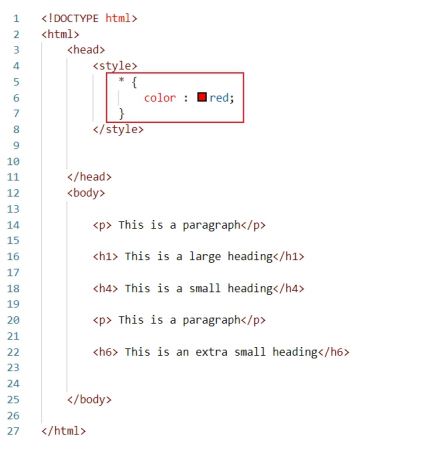 1 <!DOCTYPE html>
2 <html>
3 <head>
4 <style>
5 * {
6 color : red;
7 }
8 </style>
9
10
11 </head>
12 <body>
13
14 <p> This is a paragraph</p>
15
16 <h1> This is a large heading</h1>
17
18 <h4> This is a small heading</h4>
19
20 <p> This is a paragraph</p>
21
22 <h6> This is an extra small heading</h6>
23
24
25 </body>
26
27 </html>